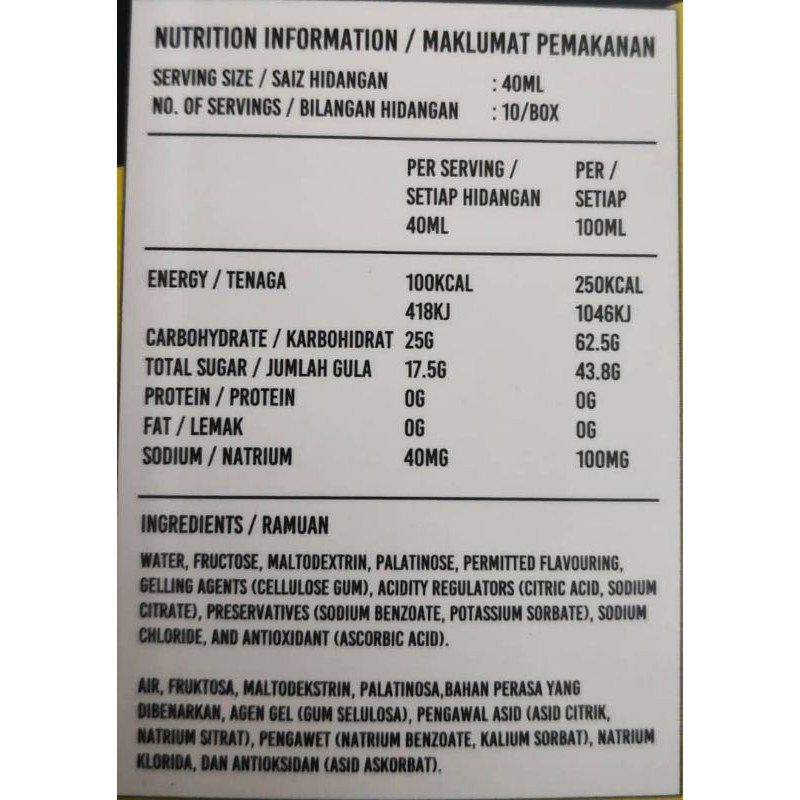 NUTRITION INFORMATION / MAKLUMAT PEMAKANAN
SERVING SIZE / SAIZ HIDANGAN : 40ML
NO. OF SERVINGS / BILANGAN HIDANGAN : 10/BOX
PER SERVING / PER /
SETIAP HIDANGAN SETIAP
40ML 100ML
ENERGY / TENAGA 100KCAL 250KCAL
418KJ 1046KJ
CARBOHYDRATE / KARBOHIDRAT 25G 62.5G
TOTAL SUGAR / JUMLAH GULA 17.5G 43.8G
PROTEIN / PROTEIN 0G 0G
FAT / LEMAK 0G 0G
SODIUM / NATRIUM 40MG 100MG
INGREDIENTS / RAMUAN
WATER, FRUCTOSE, MALTODEXTRIN, PALATINOSE, PERMITTED FLAVOURING,
GELLING AGENTS (CELLULOSE GUM), ACIDITY REGULATORS (CITRIC ACID, SODIUM
CITRATE), PRESERVATIVES (SODIUM BENZOATE, POTASSIUM SORBATE), SODIUM
CHLORIDE, AND ANTIOXIDANT (ASCORBIC ACID).
AIR, FRUKTOSA, MALTODEKSTRIN, PALATINOSA,BAHAN PERASA YANG
DIBENARKAN, AGEN GEL (GUM SELULOSA), PENGAWAL ASID (ASID CITRIK,
NATRIUM SITRAT), PENGAWET (NATRIUM BENZOATE, KALIUM SORBAT), NATRIUM
KLORIDA, DAN ANTIOKSIDAN (ASID ASKORBAT).